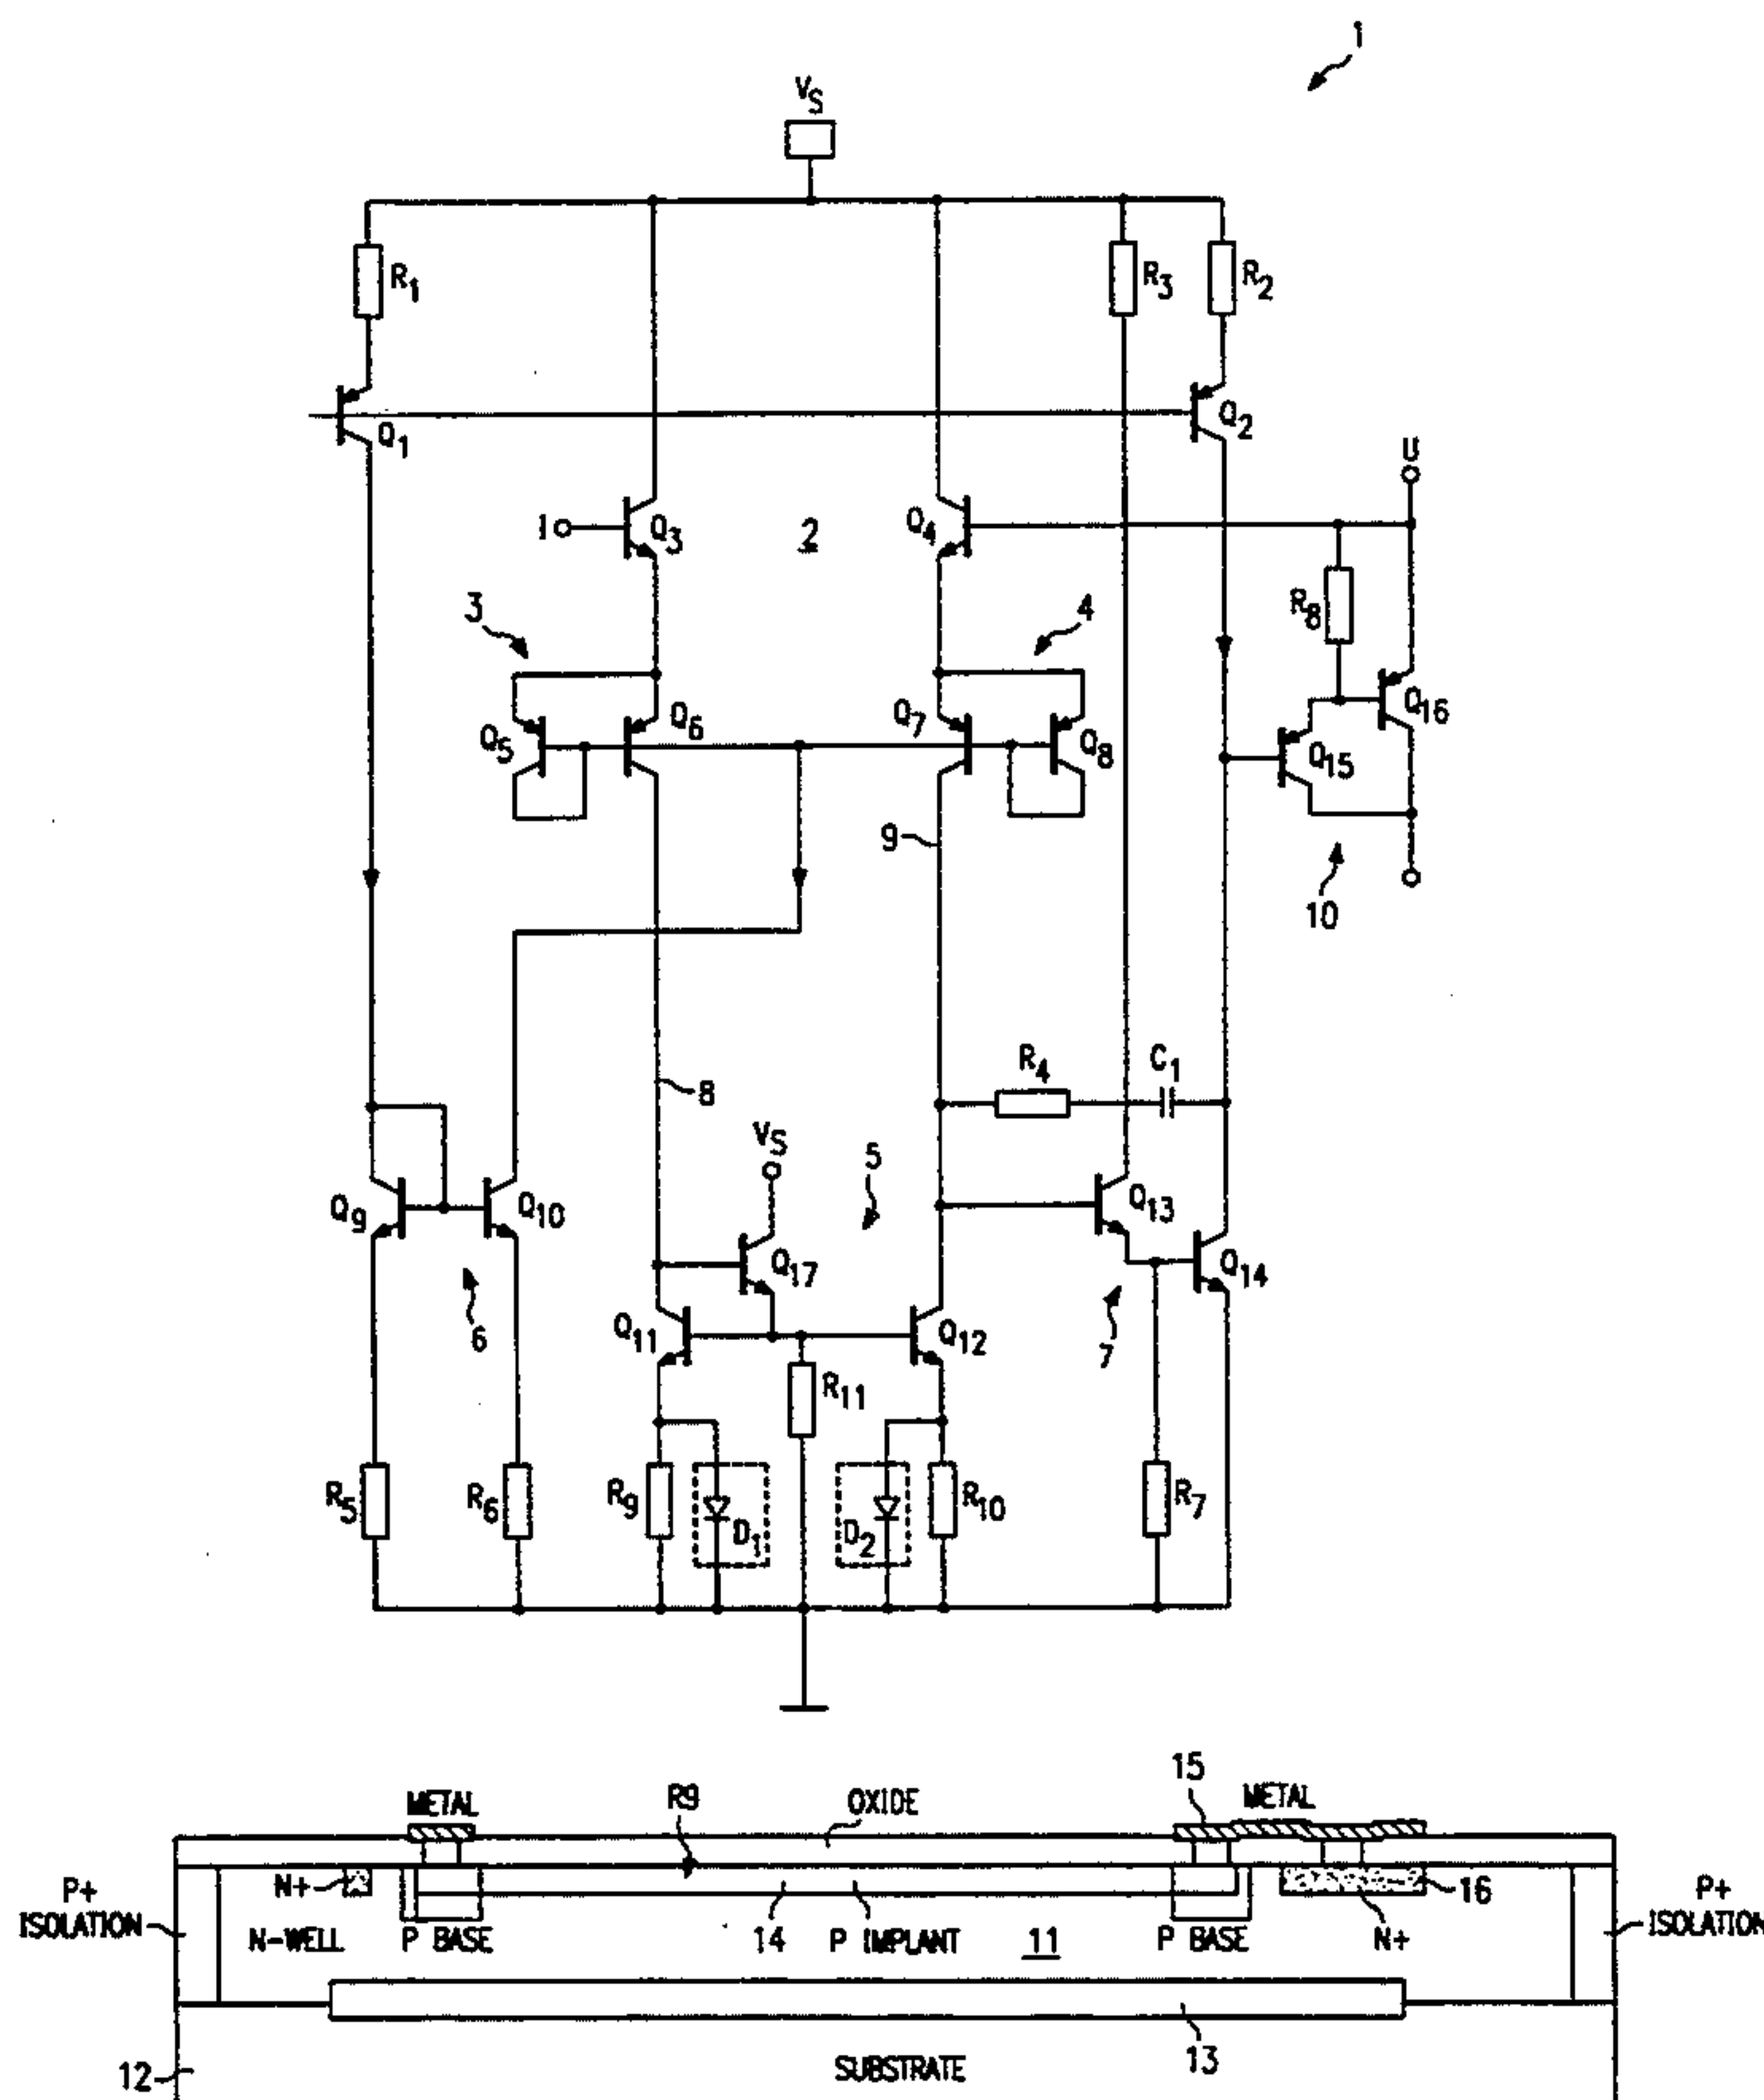 1
VS
R1
R3
R2
Q1
Q2
U
I
Q3
2
Q4
3
4
R8
Q5
Q6
Q7
Q8
Q15
Q16
9
10
R4
C1
8
VS
5
Q9
Q10
Q17
Q13
Q14
6
Q11
Q12
7
R11
R5
R6
R9
D1
D2
R10
R7
15
METAL
R9
OXIDE
METAL
P+
ISOLATION
N+
16
P+
ISOLATION
N-WELL
P BASE
14
P IMPLANT
11
P BASE
N+
12
SUBSTRATE
13